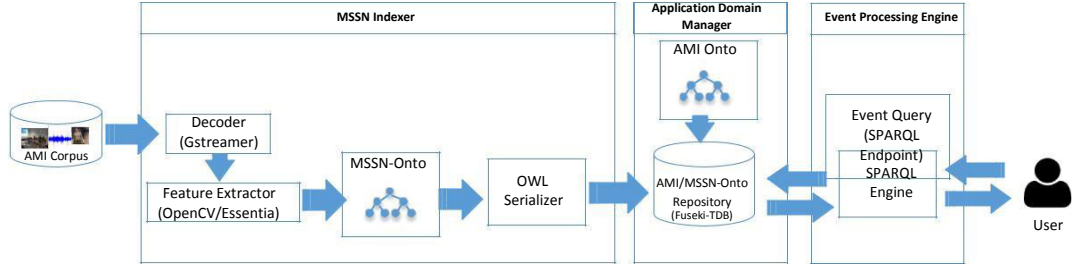 MSSN Indexer
Application Domain
Manager
Event Processing Engine
AMI Corpus
Decoder
(Gstreamer)
Feature Extractor
(OpenCV/Essentia)
MSSN-Onto
OWL
Serializer
AMI Onto
AMI/MSSN-Onto
Repository
(Fuseki-TDB)
Event Query
(SPARQL
Endpoint)
SPARQL
Engine
User